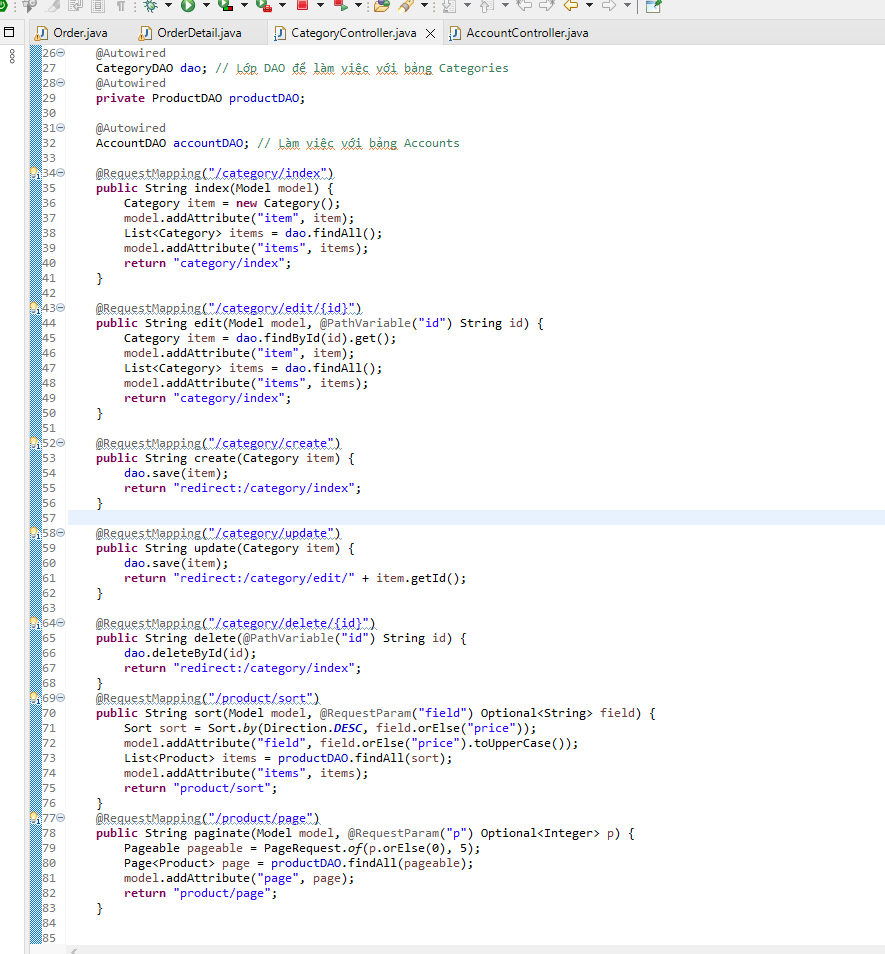 Order.java
OrderDetail.java
CategoryController.java
AccountController.java
26 @Autowired
27 CategoryDAO dao; // Lớp DAO để làm việc với bảng Categories
28 @Autowired
29 private ProductDAO productDAO;
30
31 @Autowired
32 AccountDAO accountDAO; // Làm việc với bảng Accounts
33
34 @RequestMapping("/category/index")
35 public String index(Model model) {
36 Category item = new Category();
37 model.addAttribute("item", item);
38 List<Category> items = dao.findAll();
39 model.addAttribute("items", items);
40 return "category/index";
41 }
42
43 @RequestMapping("/category/edit/{id}")
44 public String edit(Model model, @PathVariable("id") String id) {
45 Category item = dao.findById(id).get();
46 model.addAttribute("item", item);
47 List<Category> items = dao.findAll();
48 model.addAttribute("items", items);
49 return "category/index";
50 }
51
52 @RequestMapping("/category/create")
53 public String create(Category item) {
54 dao.save(item);
55 return "redirect:/category/index";
56 }
57
58 @RequestMapping("/category/update")
59 public String update(Category item) {
60 dao.save(item);
61 return "redirect:/category/edit/" + item.getId();
62 }
63
64 @RequestMapping("/category/delete/{id}")
65 public String delete(@PathVariable("id") String id) {
66 dao.deleteById(id);
67 return "redirect:/category/index";
68 }
69 @RequestMapping("/product/sort")
70 public String sort(Model model, @RequestParam("field") Optional<String> field) {
71 Sort sort = Sort.by(Direction.DESC, field.orElse("price"));
72 model.addAttribute("field", field.orElse("price").toUpperCase());
73 List<Product> items = productDAO.findAll(sort);
74 model.addAttribute("items", items);
75 return "product/sort";
76 }
77 @RequestMapping("/product/page")
78 public String paginate(Model model, @RequestParam("p") Optional<Integer> p) {
79 Pageable pageable = PageRequest.of(p.orElse(0), 5);
80 Page<Product> page = productDAO.findAll(pageable);
81 model.addAttribute("page", page);
82 return "product/page";
83 }
84
85